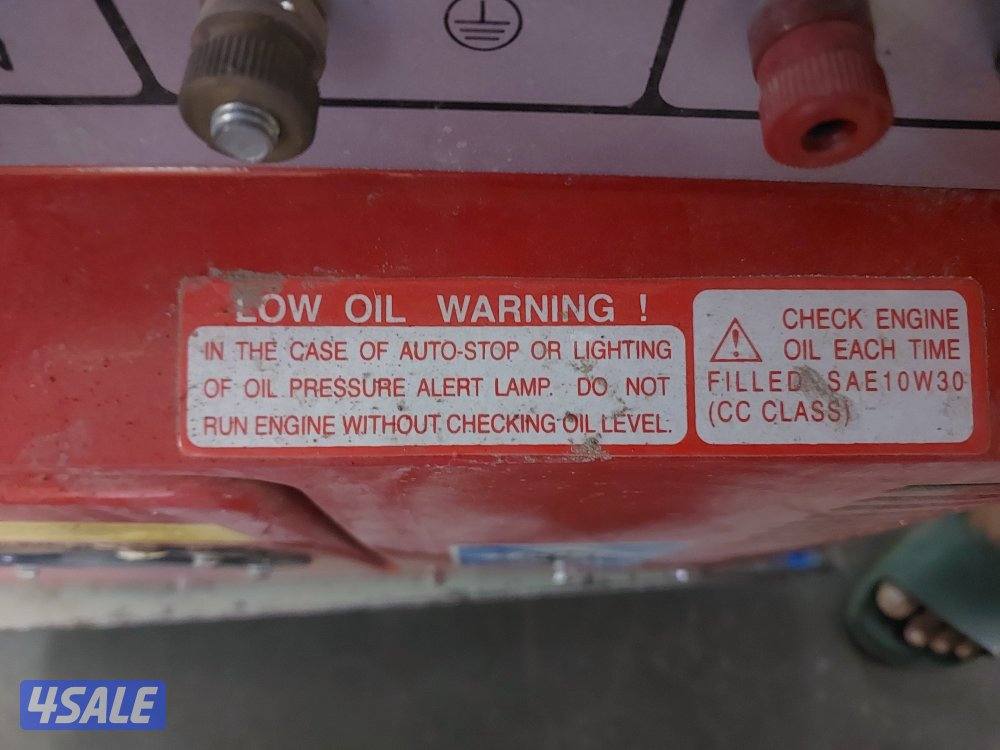 LOW OIL WARNING !
IN THE CASE OF AUTO-STOP OR LIGHTING
OF OIL PRESSURE ALERT LAMP. DO NOT
RUN ENGINE WITHOUT CHECKING OIL LEVEL.
CHECK ENGINE
OIL EACH TIME
FILLED SAE10W30
(CC CLASS)
4SALE